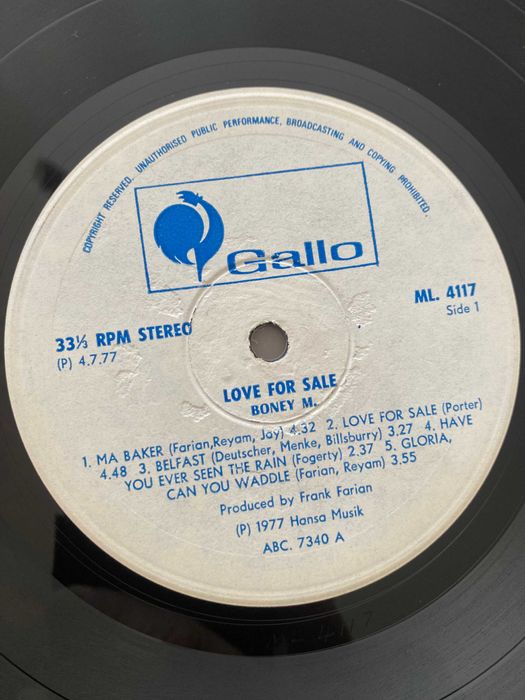 COPYRIGHT RESERVED. UNAUTHORISED PUBLIC PERFORMANCE, BROADCASTING AND COPYING PROHIBITED.
Gallo
33⅓ RPM STEREO
(P) 4.7.77
ML. 4117
Side 1
LOVE FOR SALE
BONEY M.
1. MA BAKER (Farian,Reyam, Jay) 4.32 2. LOVE FOR SALE (Porter)
4.48 3. BELFAST (Deutscher, Menke, Billsburry) 3.27 4. HAVE
YOU EVER SEEN THE RAIN (Fogerty) 2.37 5. GLORIA,
CAN YOU WADDLE (Farian, Reyam) 3.55
Produced by Frank Farian
(P) 1977 Hansa Musik
ABC. 7340 A